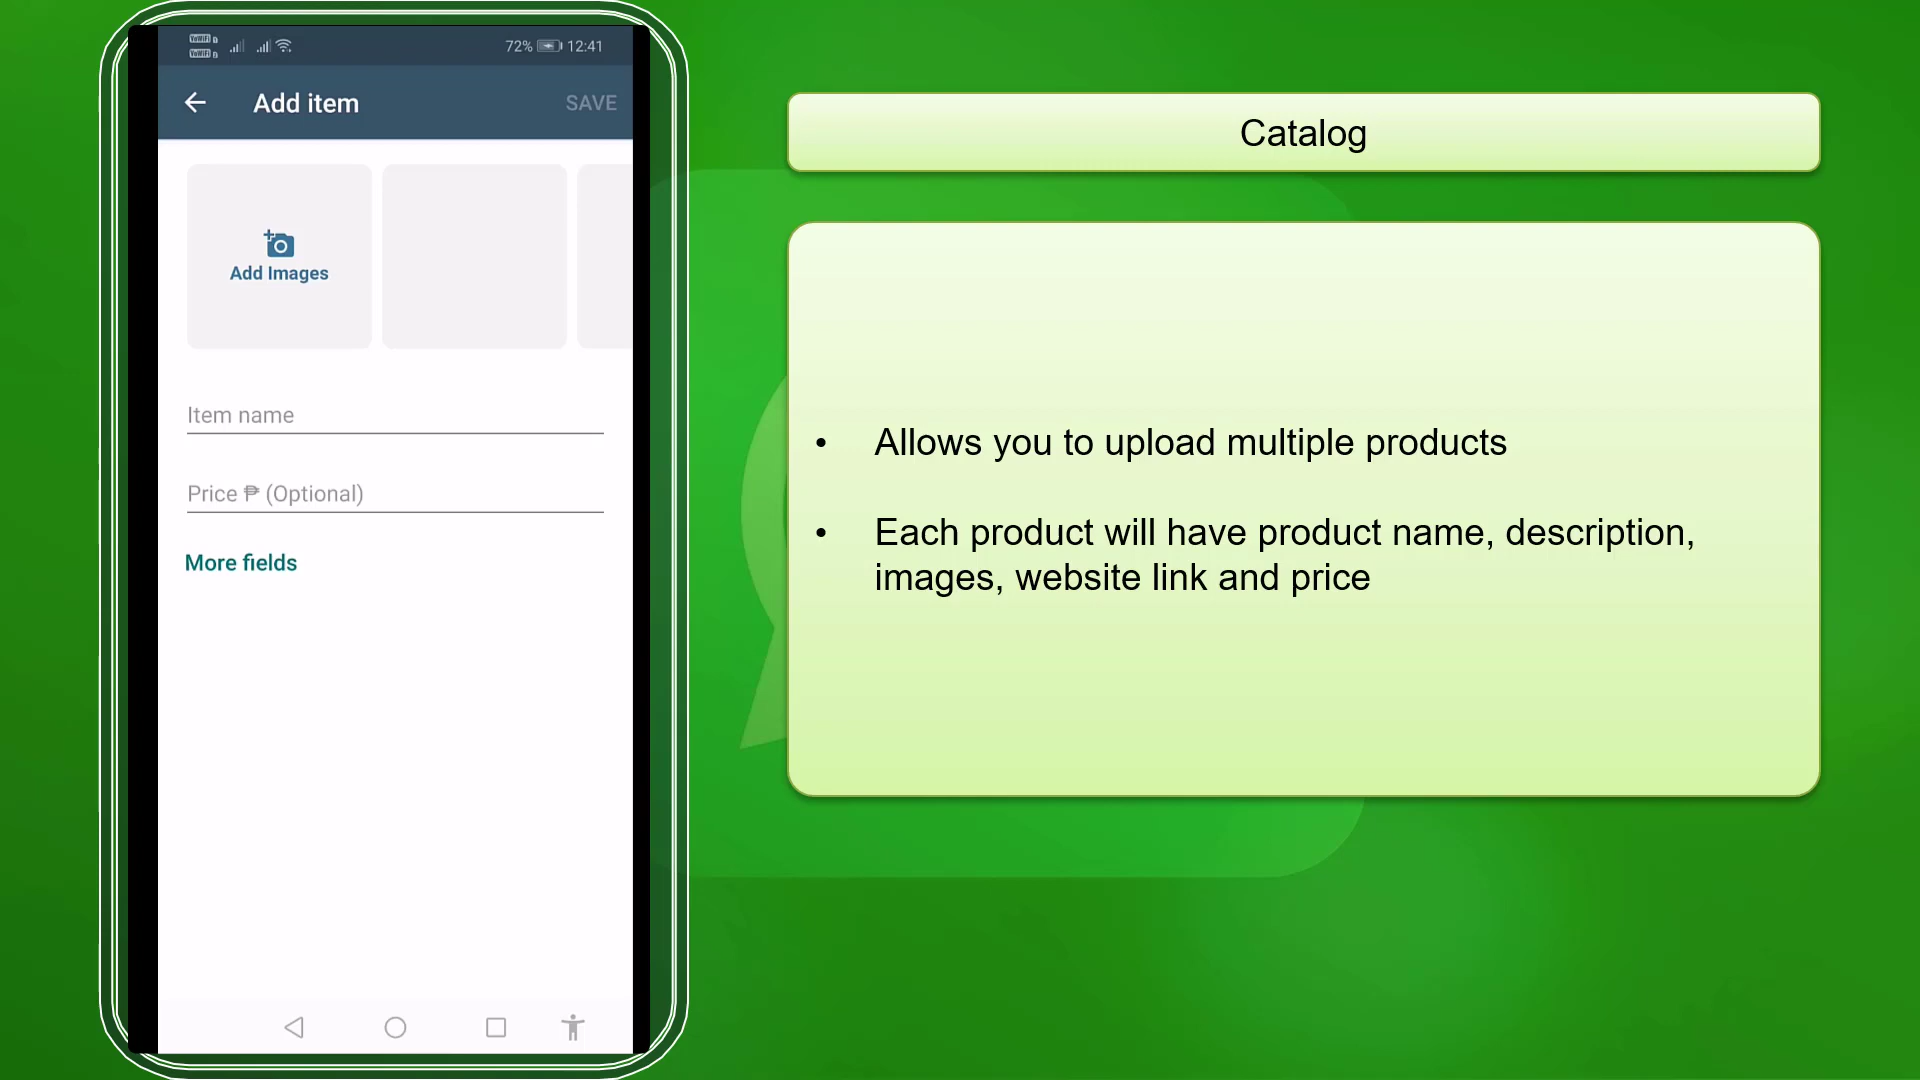 72% 12:41
Add item
SAVE
Add Images
Item name
Price ₱ (Optional)
More fields
Catalog
• Allows you to upload multiple products
• Each product will have product name, description,
images, website link and price